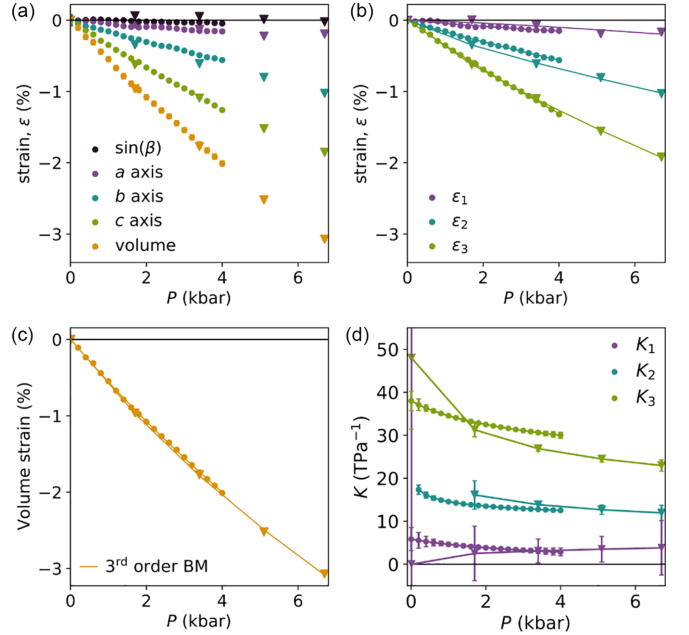 (a)
0
−1
−2
−3
strain, ε (%)
sin(β)
a axis
b axis
c axis
volume
0 2 4 6
P (kbar)
(b)
0
−1
−2
−3
strain, ε (%)
ε1
ε2
ε3
0 2 4 6
P (kbar)
(c)
0
−1
−2
−3
Volume strain (%)
3rd order BM
0 2 4 6
P (kbar)
(d)
50
40
30
20
10
0
K (TPa−1)
K1
K2
K3
0 2 4 6
P (kbar)